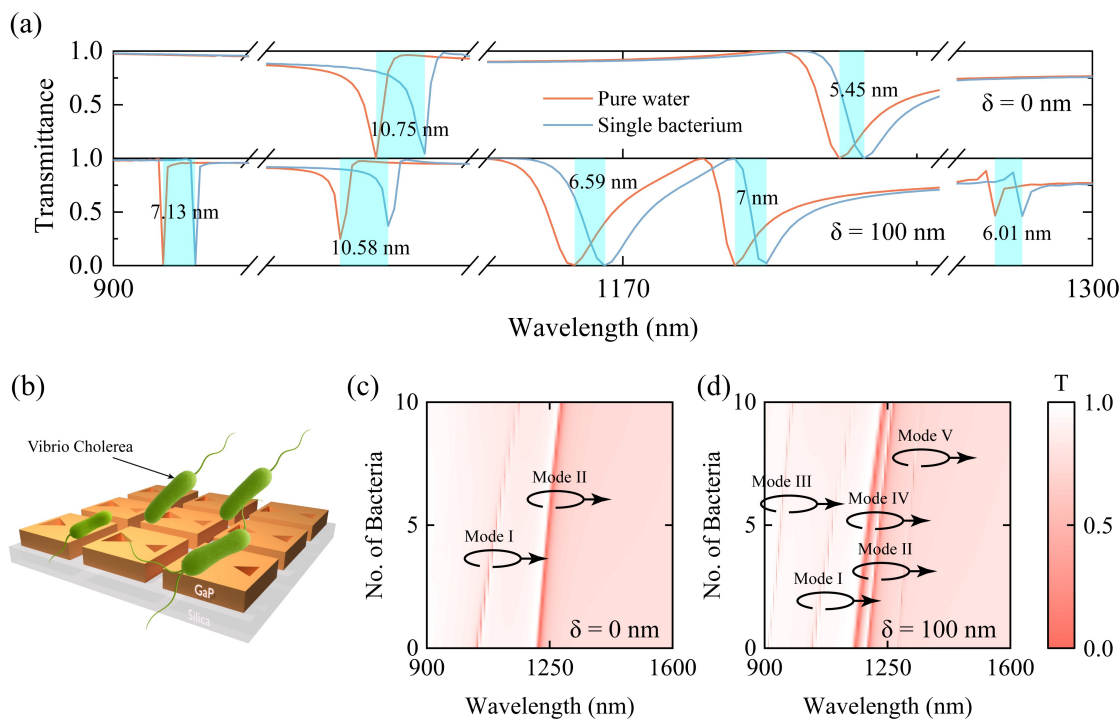 (a)
Transmittance
1.0
0.5
1.0
0.5
0.0
10.75 nm
Pure water
Single bacterium
5.45 nm
δ = 0 nm
7.13 nm
10.58 nm
6.59 nm
7 nm
δ = 100 nm
6.01 nm
900
1170
1300
Wavelength (nm)
(b)
Vibrio Cholerea
GaP
Silica
(c)
No. of Bacteria
10
5
0
Mode II
Mode I
δ = 0 nm
900
1250
1600
Wavelength (nm)
(d)
No. of Bacteria
10
5
0
Mode V
Mode III
Mode IV
Mode II
Mode I
δ = 100 nm
900
1250
1600
Wavelength (nm)
T
1.0
0.5
0.0